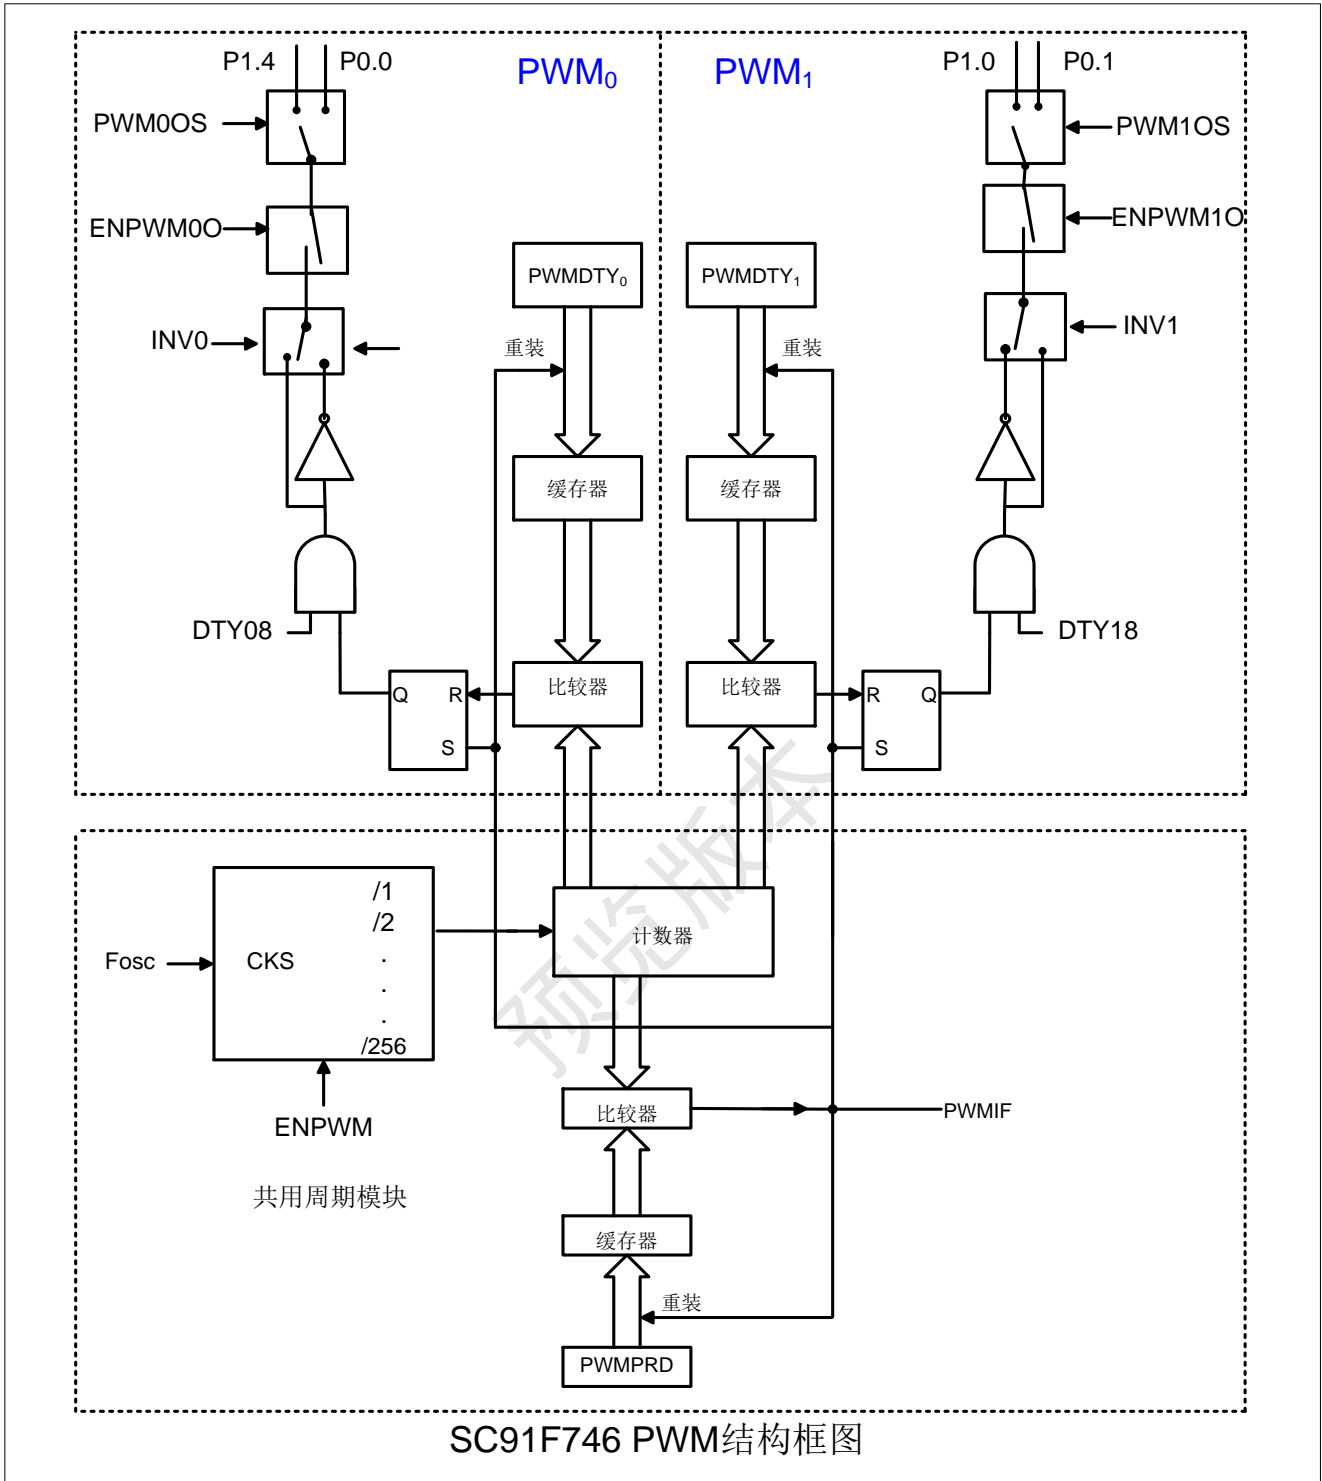 P1.4 P0.0
PWM0 PWM1
P1.0 P0.1
PWM0OS
PWM1OS
ENPWM0O
ENPWM1O
PWMDTY0
PWMDTY1
INV0
INV1
重装
重装
缓存器
缓存器
DTY08
DTY18
比较器
比较器
Q R
S
R Q
S
/1
/2
.
.
.
/256
Fosc
CKS
计数器
ENPWM
比较器
PWMIF
共用周期模块
缓存器
重装
PWMPRD
预览版本
SC91F746 PWM结构框图